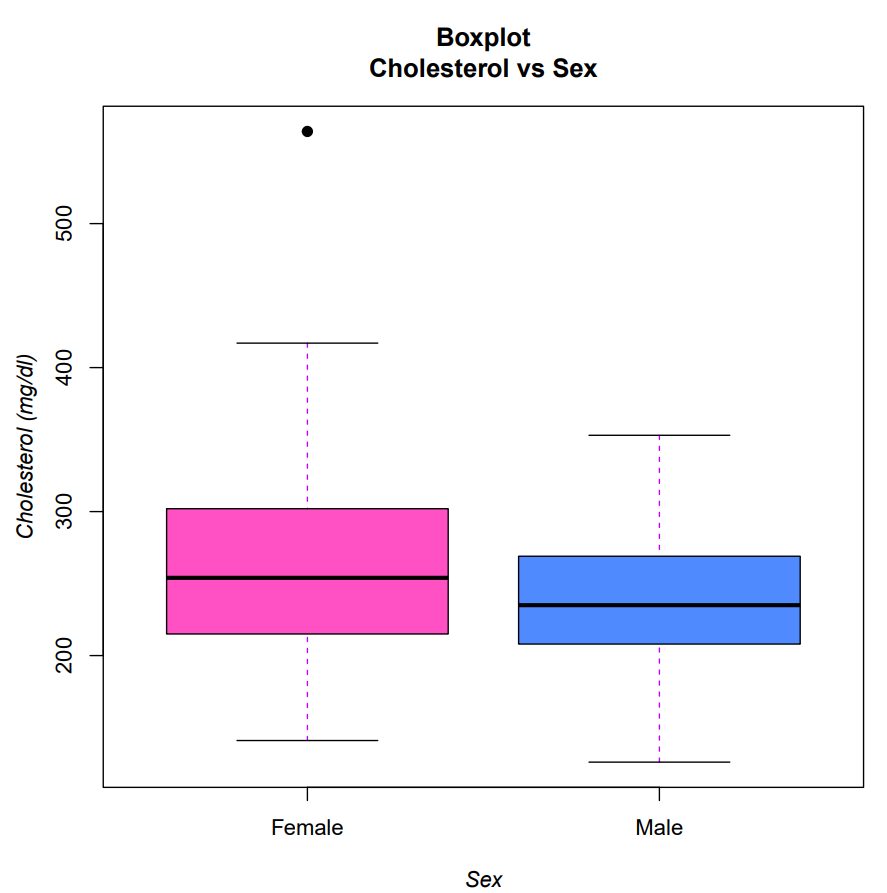 Boxplot
Cholesterol vs Sex
Cholesterol (mg/dl)
500
400
300
200
Female
Male
Sex